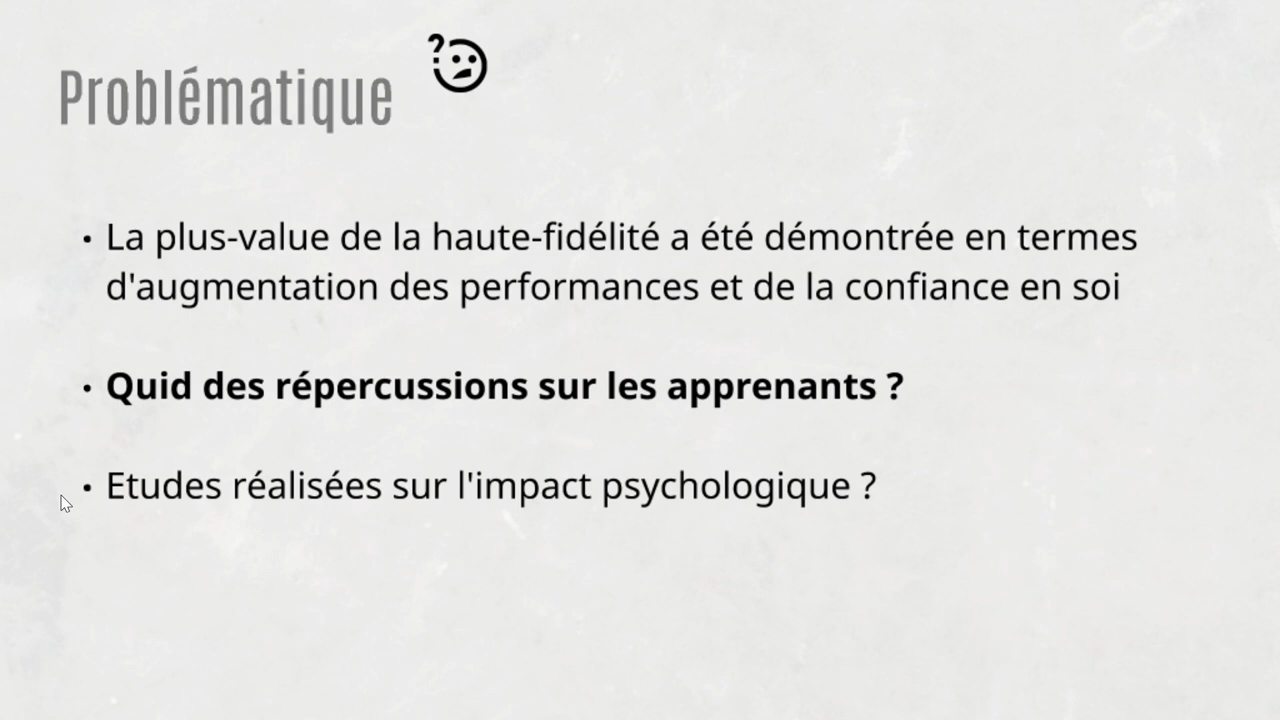 Problématique
• La plus-value de la haute-fidélité a été démontrée en termes
d'augmentation des performances et de la confiance en soi
• Quid des répercussions sur les apprenants ?
• Etudes réalisées sur l'impact psychologique ?